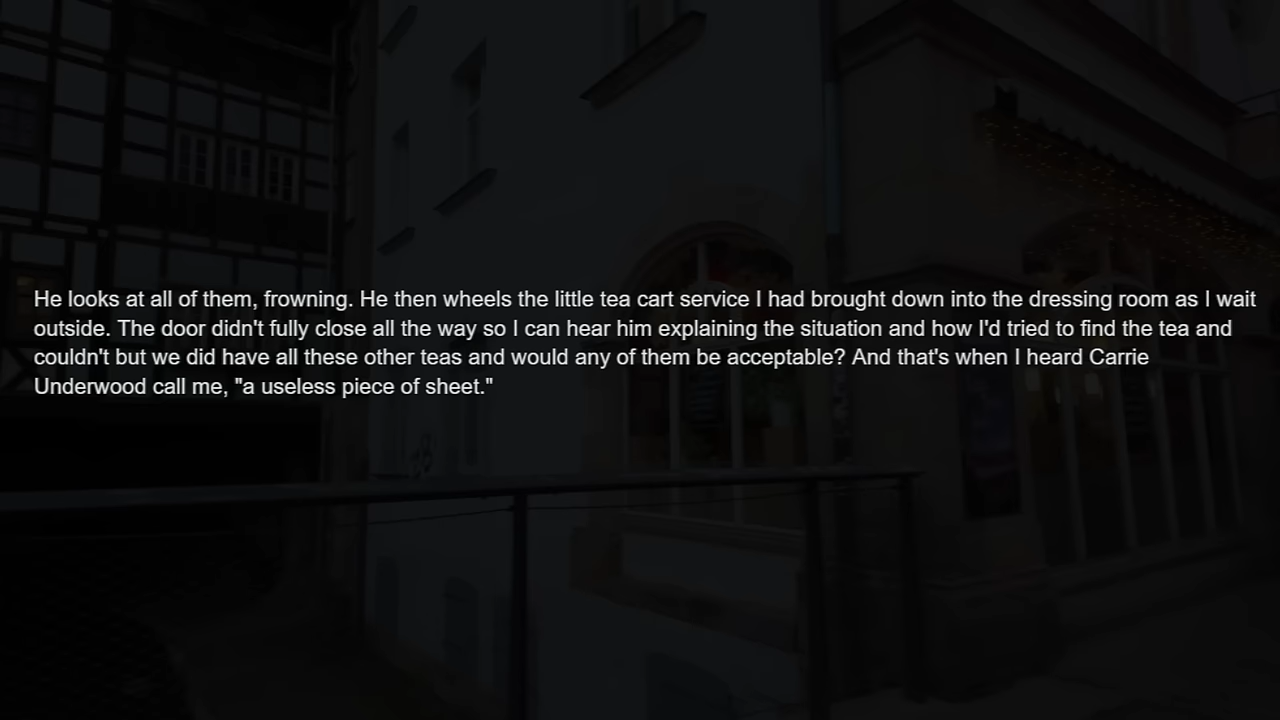 He looks at all of them, frowning. He then wheels the little tea cart service I had brought down into the dressing room as I wait
outside. The door didn't fully close all the way so I can hear him explaining the situation and how I'd tried to find the tea and
couldn't but we did have all these other teas and would any of them be acceptable? And that's when I heard Carrie
Underwood call me, "a useless piece of sheet."